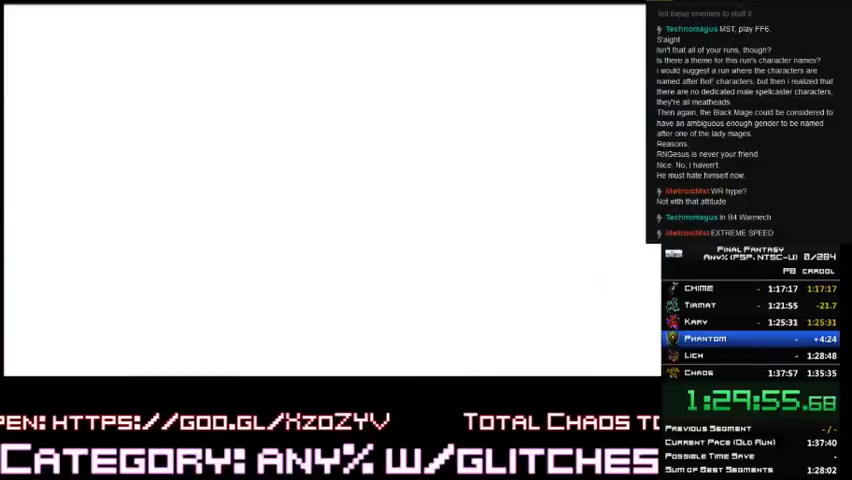 Tell these enemies to stuff it
Technomagus MST, play FF6.
S'aight
Isn't that all of your runs, though?
Is there a theme for this run's character names?
I would suggest a run where the characters are
named after BoF characters, but then i realized that
there are no dedicated male spellcaster characters,
they're all meatheads.
Then again, the Black Mage could be considered to
have an ambiguous enough gender to be named
after one of the lady mages.
Reasons.
RNGesus is never your friend.
Nice. No, I haven't.
He must hate himself now.
MetroidMst WR hype?
Not with that attitude
Technomagus In B4 Warmech
MetroidMst EXTREME SPEED
Final Fantasy
Any% (PSP, NTSC-U) 0/284
PB CARDOL
Chime - 1:17:17 1:17:17
Tiamat - 1:21:55 -21.7
Kary - 1:25:31 1:25:31
Phantom - +4:24
Lich - 1:28:48
Chaos 1:37:57 1:35:35
1:29:55.68
Previous Segment -/-
Current Pace (Old Run) 1:37:40
Possible Time Save -
Sum of Best Segments 1:28:02
pen: https://goo.gl/XzoZYV Total Chaos to
Category: Any% w/Glitches